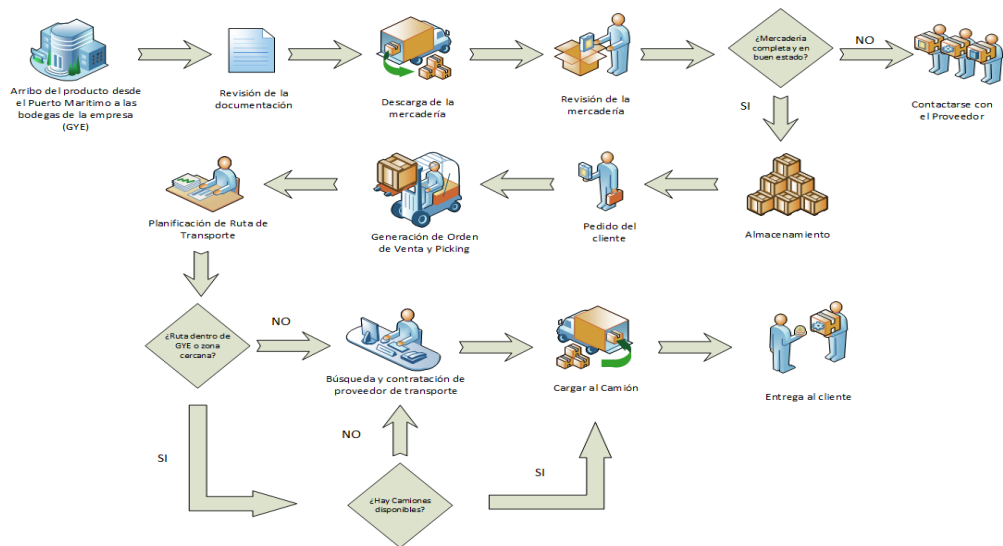 Arribo del producto desde
el Puerto Maritimo a las
bodegas de la empresa
(GYE)
Revisión de la
documentación
Descarga de la
mercadería
Revisión de la
mercadería
¿Mercadería
completa y en
buen estado?
NO
Contactarse con
el Proveedor
SI
Planificación de Ruta de
Transporte
Generación de Orden
de Venta y Picking
Pedido del
cliente
Almacenamiento
¿Ruta dentro de
GYE o zona
cercana?
NO
Búsqueda y contratación de
proveedor de transporte
Cargar al Camión
Entrega al cliente
SI
NO
¿Hay Camiones
disponibles?
SI